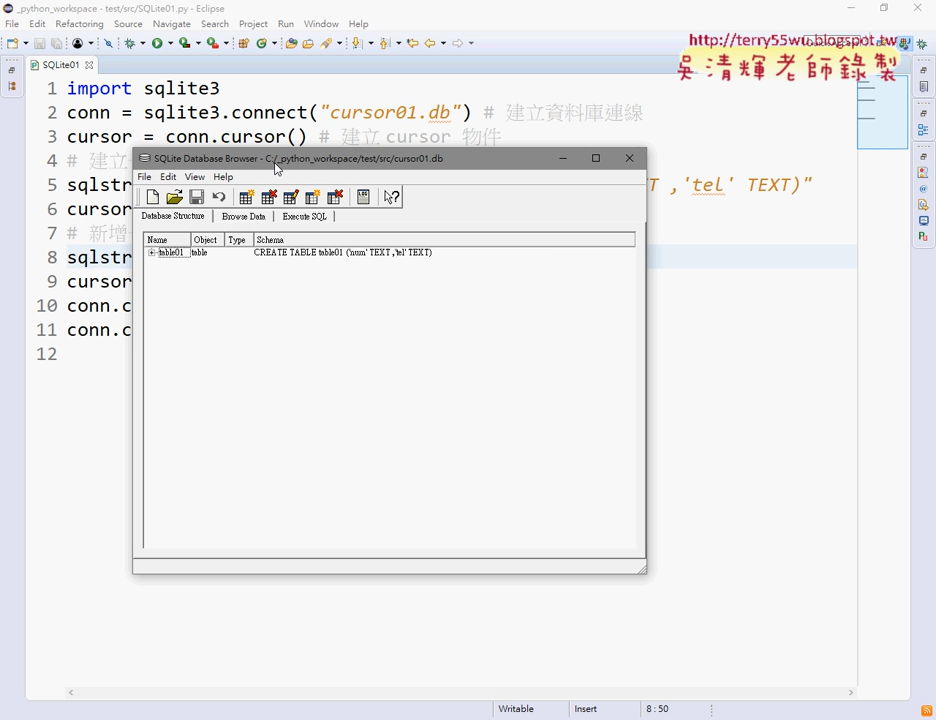 _python_workspace - test/src/SQLite01.py - Eclipse
File Edit Refactoring Source Navigate Search Project Run Window Help
http://terry55wu.blogspot.tw
吳清輝老師錄製
SQLite01
1 import sqlite3
2 conn = sqlite3.connect("cursor01.db") # 建立資料庫連線
3 cursor = conn.cursor() # 建立 cursor 物件
4 # 建立
5 sqlstr
T ,'tel' TEXT)"
6 cursor
7 # 新增
8 sqlstr
9 cursor
10 conn.c
11 conn.c
12
SQLite Database Browser - C:/_python_workspace/test/src/cursor01.db
File Edit View Help
Database Structure Browse Data Execute SQL
Name Object Type Schema
table01 table CREATE TABLE table01 ('num' TEXT ,'tel' TEXT)
Writable Insert 8 : 50